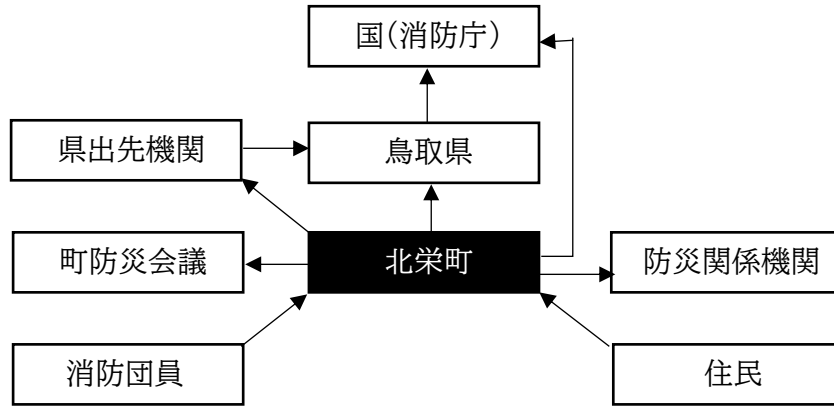 国(消防庁)
県出先機関
鳥取県
町防災会議
北栄町
防災関係機関
消防団員
住民